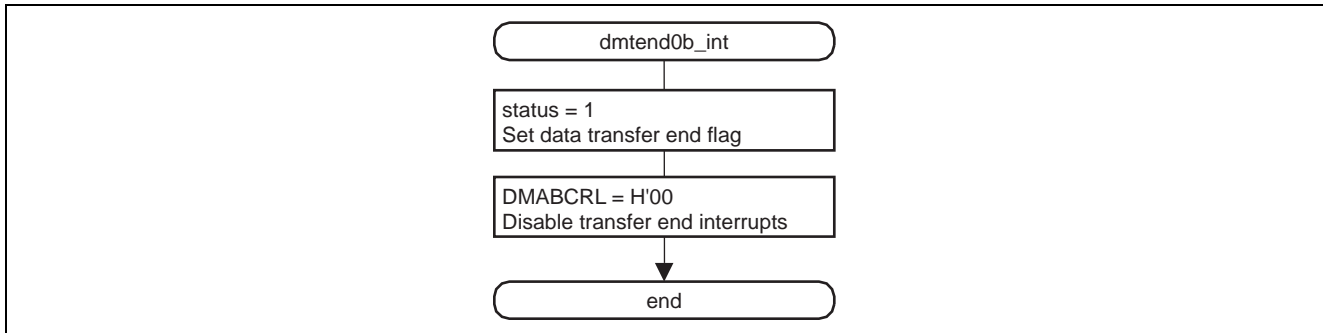 dmtend0b_int
status = 1
Set data transfer end flag
DMABCRL = H'00
Disable transfer end interrupts
end